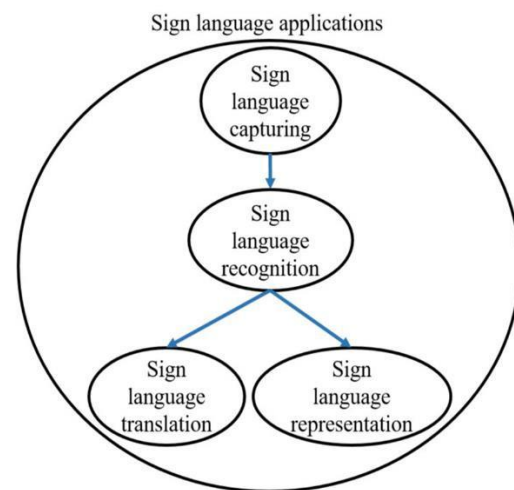 Sign language applications
Sign
language
capturing
Sign
language
recognition
Sign
language
translation
Sign
language
representation